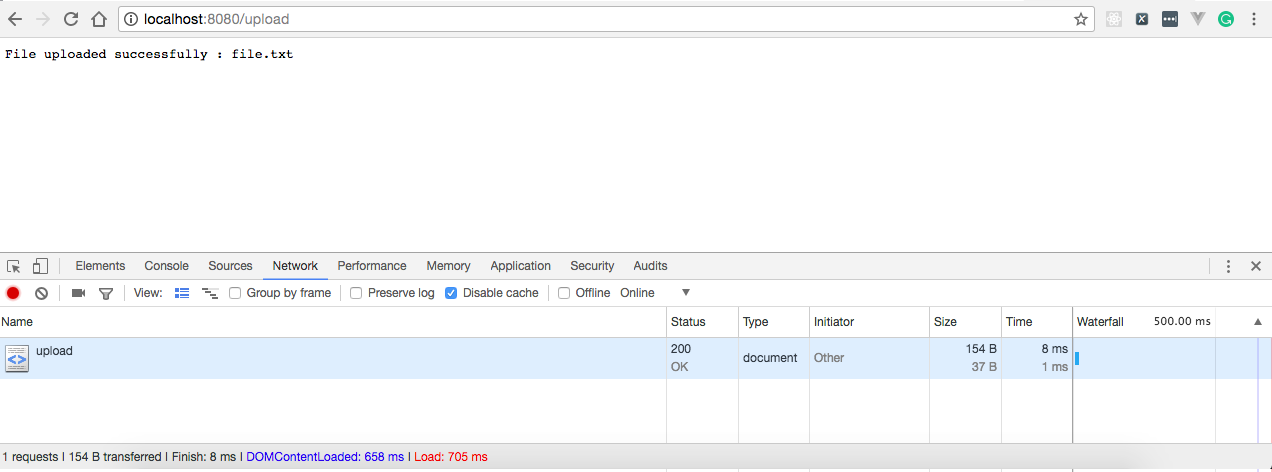 localhost:8080/upload
File uploaded successfully : file.txt
Elements Console Sources Network Performance Memory Application Security Audits
View: Group by frame Preserve log Disable cache Offline Online
Name Status Type Initiator Size Time Waterfall 500.00 ms
upload 200 document Other 154 B 8 ms
OK 37 B 1 ms
1 requests | 154 B transferred | Finish: 8 ms | DOMContentLoaded: 658 ms | Load: 705 ms